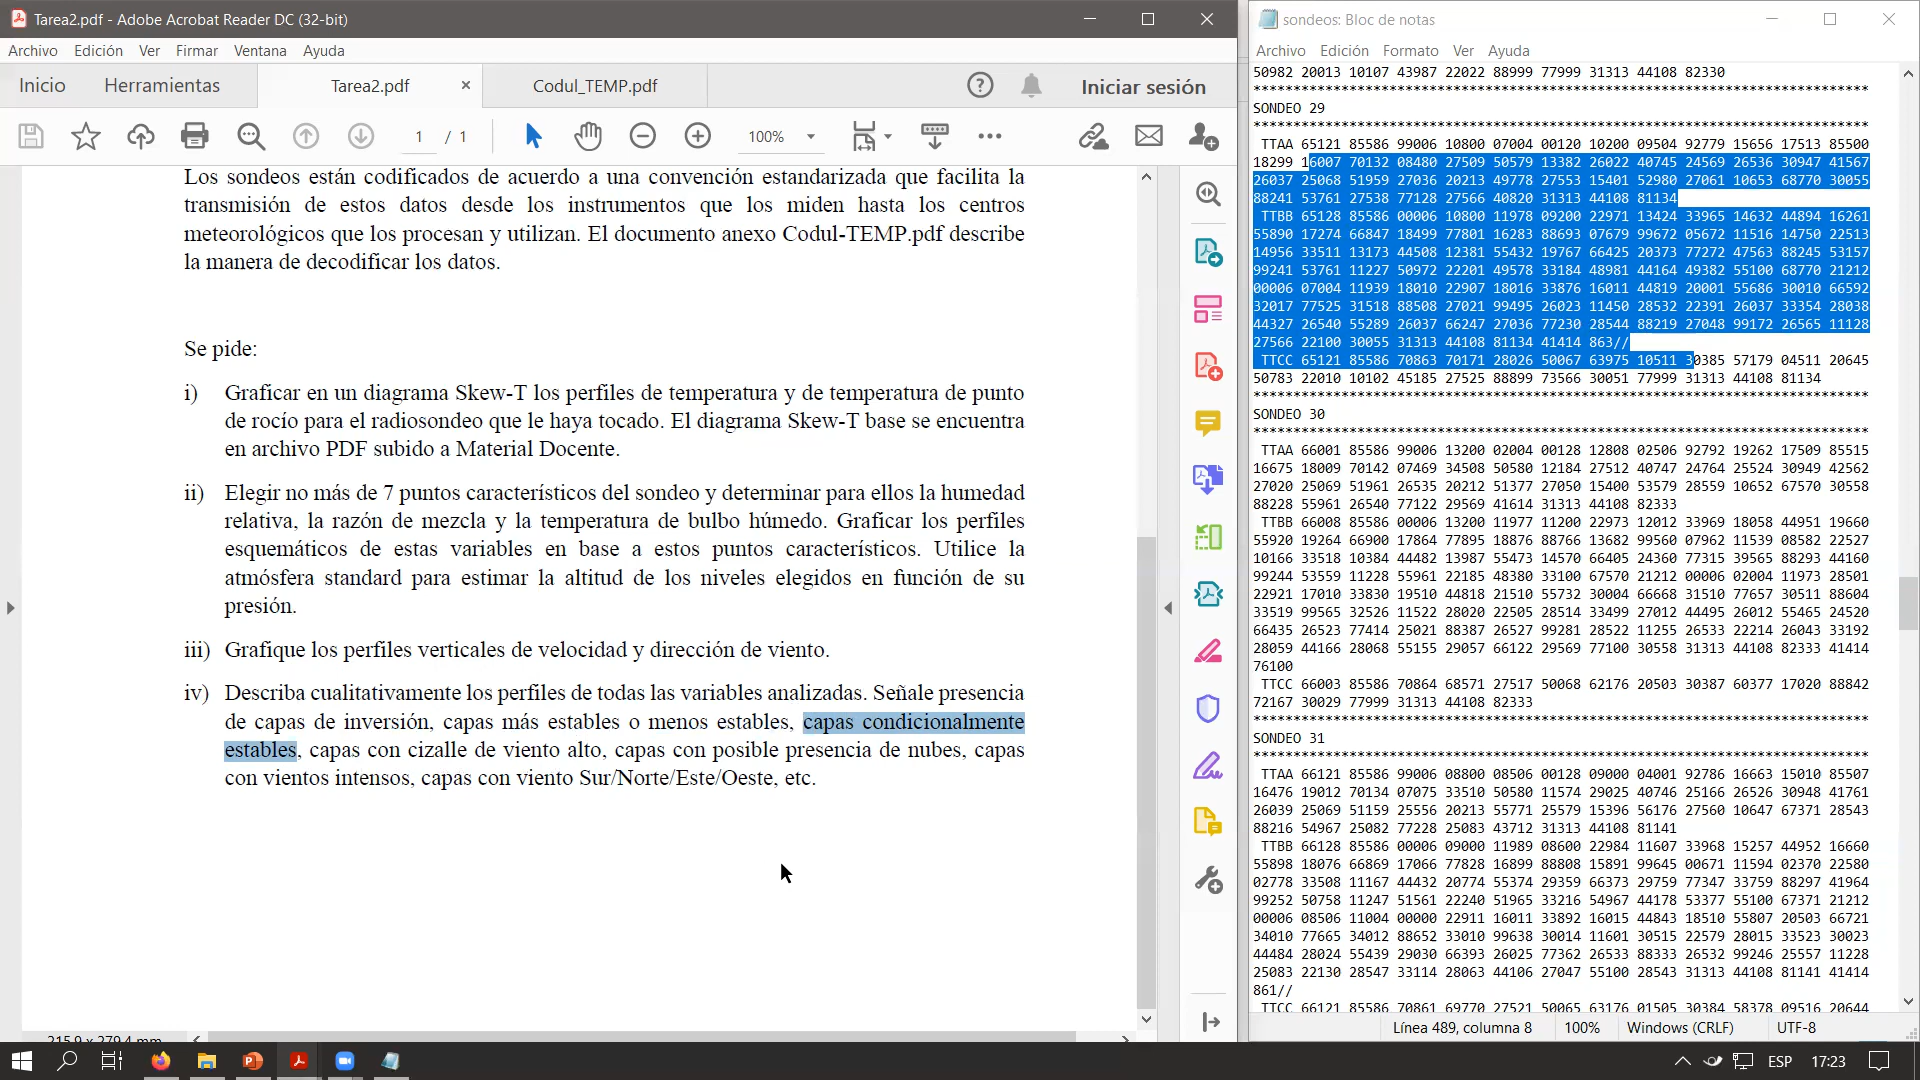 Tarea2.pdf - Adobe Acrobat Reader DC (32-bit)
Archivo Edición Ver Firmar Ventana Ayuda
Inicio Herramientas Tarea2.pdf × Codul_TEMP.pdf Iniciar sesión
1 / 1 100%
Los sondeos están codificados de acuerdo a una convención estandarizada que facilita la
transmisión de estos datos desde los instrumentos que los miden hasta los centros
meteorológicos que los procesan y utilizan. El documento anexo Codul-TEMP.pdf describe
la manera de decodificar los datos.
Se pide:
i) Graficar en un diagrama Skew-T los perfiles de temperatura y de temperatura de punto
de rocío para el radiosondeo que le haya tocado. El diagrama Skew-T base se encuentra
en archivo PDF subido a Material Docente.
ii) Elegir no más de 7 puntos característicos del sondeo y determinar para ellos la humedad
relativa, la razón de mezcla y la temperatura de bulbo húmedo. Graficar los perfiles
esquemáticos de estas variables en base a estos puntos característicos. Utilice la
atmósfera standard para estimar la altitud de los niveles elegidos en función de su
presión.
iii) Grafique los perfiles verticales de velocidad y dirección de viento.
iv) Describa cualitativamente los perfiles de todas las variables analizadas. Señale presencia
de capas de inversión, capas más estables o menos estables, capas condicionalmente
estables, capas con cizalle de viento alto, capas con posible presencia de nubes, capas
con vientos intensos, capas con viento Sur/Norte/Este/Oeste, etc.
215,9 x 279,4 mm
sondeos: Bloc de notas
Archivo Edición Formato Ver Ayuda
50982 20013 10107 43987 22022 88999 77999 31313 44108 82330
*****************************************************************************
SONDEO 29
*****************************************************************************
TTAA 65121 85586 99006 10800 07004 00120 10200 09504 92779 15656 17513 85500
18299 16007 70132 08480 27509 50579 13382 26022 40745 24569 26536 30947 41567
26037 25068 51959 27036 20213 49778 27553 15401 52980 27061 10653 68770 30055
88241 53761 27538 77128 27566 40820 31313 44108 81134
TTBB 65128 85586 00006 10800 11978 09200 22971 13424 33965 14632 44894 16261
55890 17274 66847 18499 77801 16283 88693 07679 99672 05672 11516 14750 22513
14956 33511 13173 44508 12381 55432 19767 66425 20373 77272 47563 88245 53157
99241 53761 11227 50972 22201 49578 33184 48981 44164 49382 55100 68770 21212
00006 07004 11939 18010 22907 18016 33876 16011 44819 20001 55686 30010 66592
32017 77525 31518 88508 27021 99495 26023 11450 28532 22391 26037 33354 28038
44327 26540 55289 26037 66247 27036 77230 28544 88219 27048 99172 26565 11128
27566 22100 30055 31313 44108 81134 41414 863//
TTCC 65121 85586 70863 70171 28026 50067 63975 10511 30385 57179 04511 20645
50783 22010 10102 45185 27525 88899 73566 30051 77999 31313 44108 81134
*****************************************************************************
SONDEO 30
*****************************************************************************
TTAA 66001 85586 99006 13200 02004 00128 12808 02506 92792 19262 17509 85515
16675 18009 70142 07469 34508 50580 12184 27512 40747 24764 25524 30949 42562
27020 25069 51961 26535 20212 51377 27050 15400 53579 28559 10652 67570 30558
88228 55961 26540 77122 29569 41614 31313 44108 82333
TTBB 66008 85586 00006 13200 11977 11200 22973 12012 33969 18058 44951 19660
55920 19264 66900 17864 77895 18876 88766 13682 99560 07962 11539 08582 22527
10166 33518 10384 44482 13987 55473 14570 66405 24360 77315 39565 88293 44160
99244 53559 11228 55961 22185 48380 33100 67570 21212 00006 02004 11973 28501
22921 17010 33830 19510 44818 21510 55732 30004 66668 31510 77657 30511 88604
33519 99565 32526 11522 28020 22505 28514 33499 27012 44495 26012 55465 24520
66435 26523 77414 25021 88387 26527 99281 28522 11255 26533 22214 26043 33192
28059 44166 28068 55155 29057 66122 29569 77100 30558 31313 44108 82333 41414
76100
TTCC 66003 85586 70864 68571 27517 50068 62176 20503 30387 60377 17020 88842
72167 30029 77999 31313 44108 82333
*****************************************************************************
SONDEO 31
*****************************************************************************
TTAA 66121 85586 99006 08800 08506 00128 09000 04001 92786 16663 15010 85507
16476 19012 70134 07075 33510 50580 11574 29025 40746 25166 26526 30948 41761
26039 25069 51159 25556 20213 55771 25579 15396 56176 27560 10647 67371 28543
88216 54967 25082 77228 25083 43712 31313 44108 81141
TTBB 66128 85586 00006 09000 11989 08600 22984 11607 33968 15257 44952 16660
55898 18076 66869 17066 77828 16899 88808 15891 99645 00671 11594 02370 22580
02778 33508 11167 44432 20774 55374 29359 66373 29759 77347 33759 88297 41964
99252 50758 11247 51561 22240 51965 33216 54967 44178 53377 55100 67371 21212
00006 08506 11004 00000 22911 16011 33892 16015 44843 18510 55807 20503 66721
34010 77665 34012 88652 33010 99638 30014 11601 30515 22579 28015 33523 30023
44484 28024 55439 29030 66393 26025 77362 26533 88333 26532 99246 25557 11228
25083 22130 28547 33114 28063 44106 27047 55100 28543 31313 44108 81141 41414
861//
TTCC 66121 85586 70861 69770 27521 50065 63176 01505 30384 58378 09516 20644
Línea 489, columna 8 100% Windows (CRLF) UTF-8
ESP 17:23